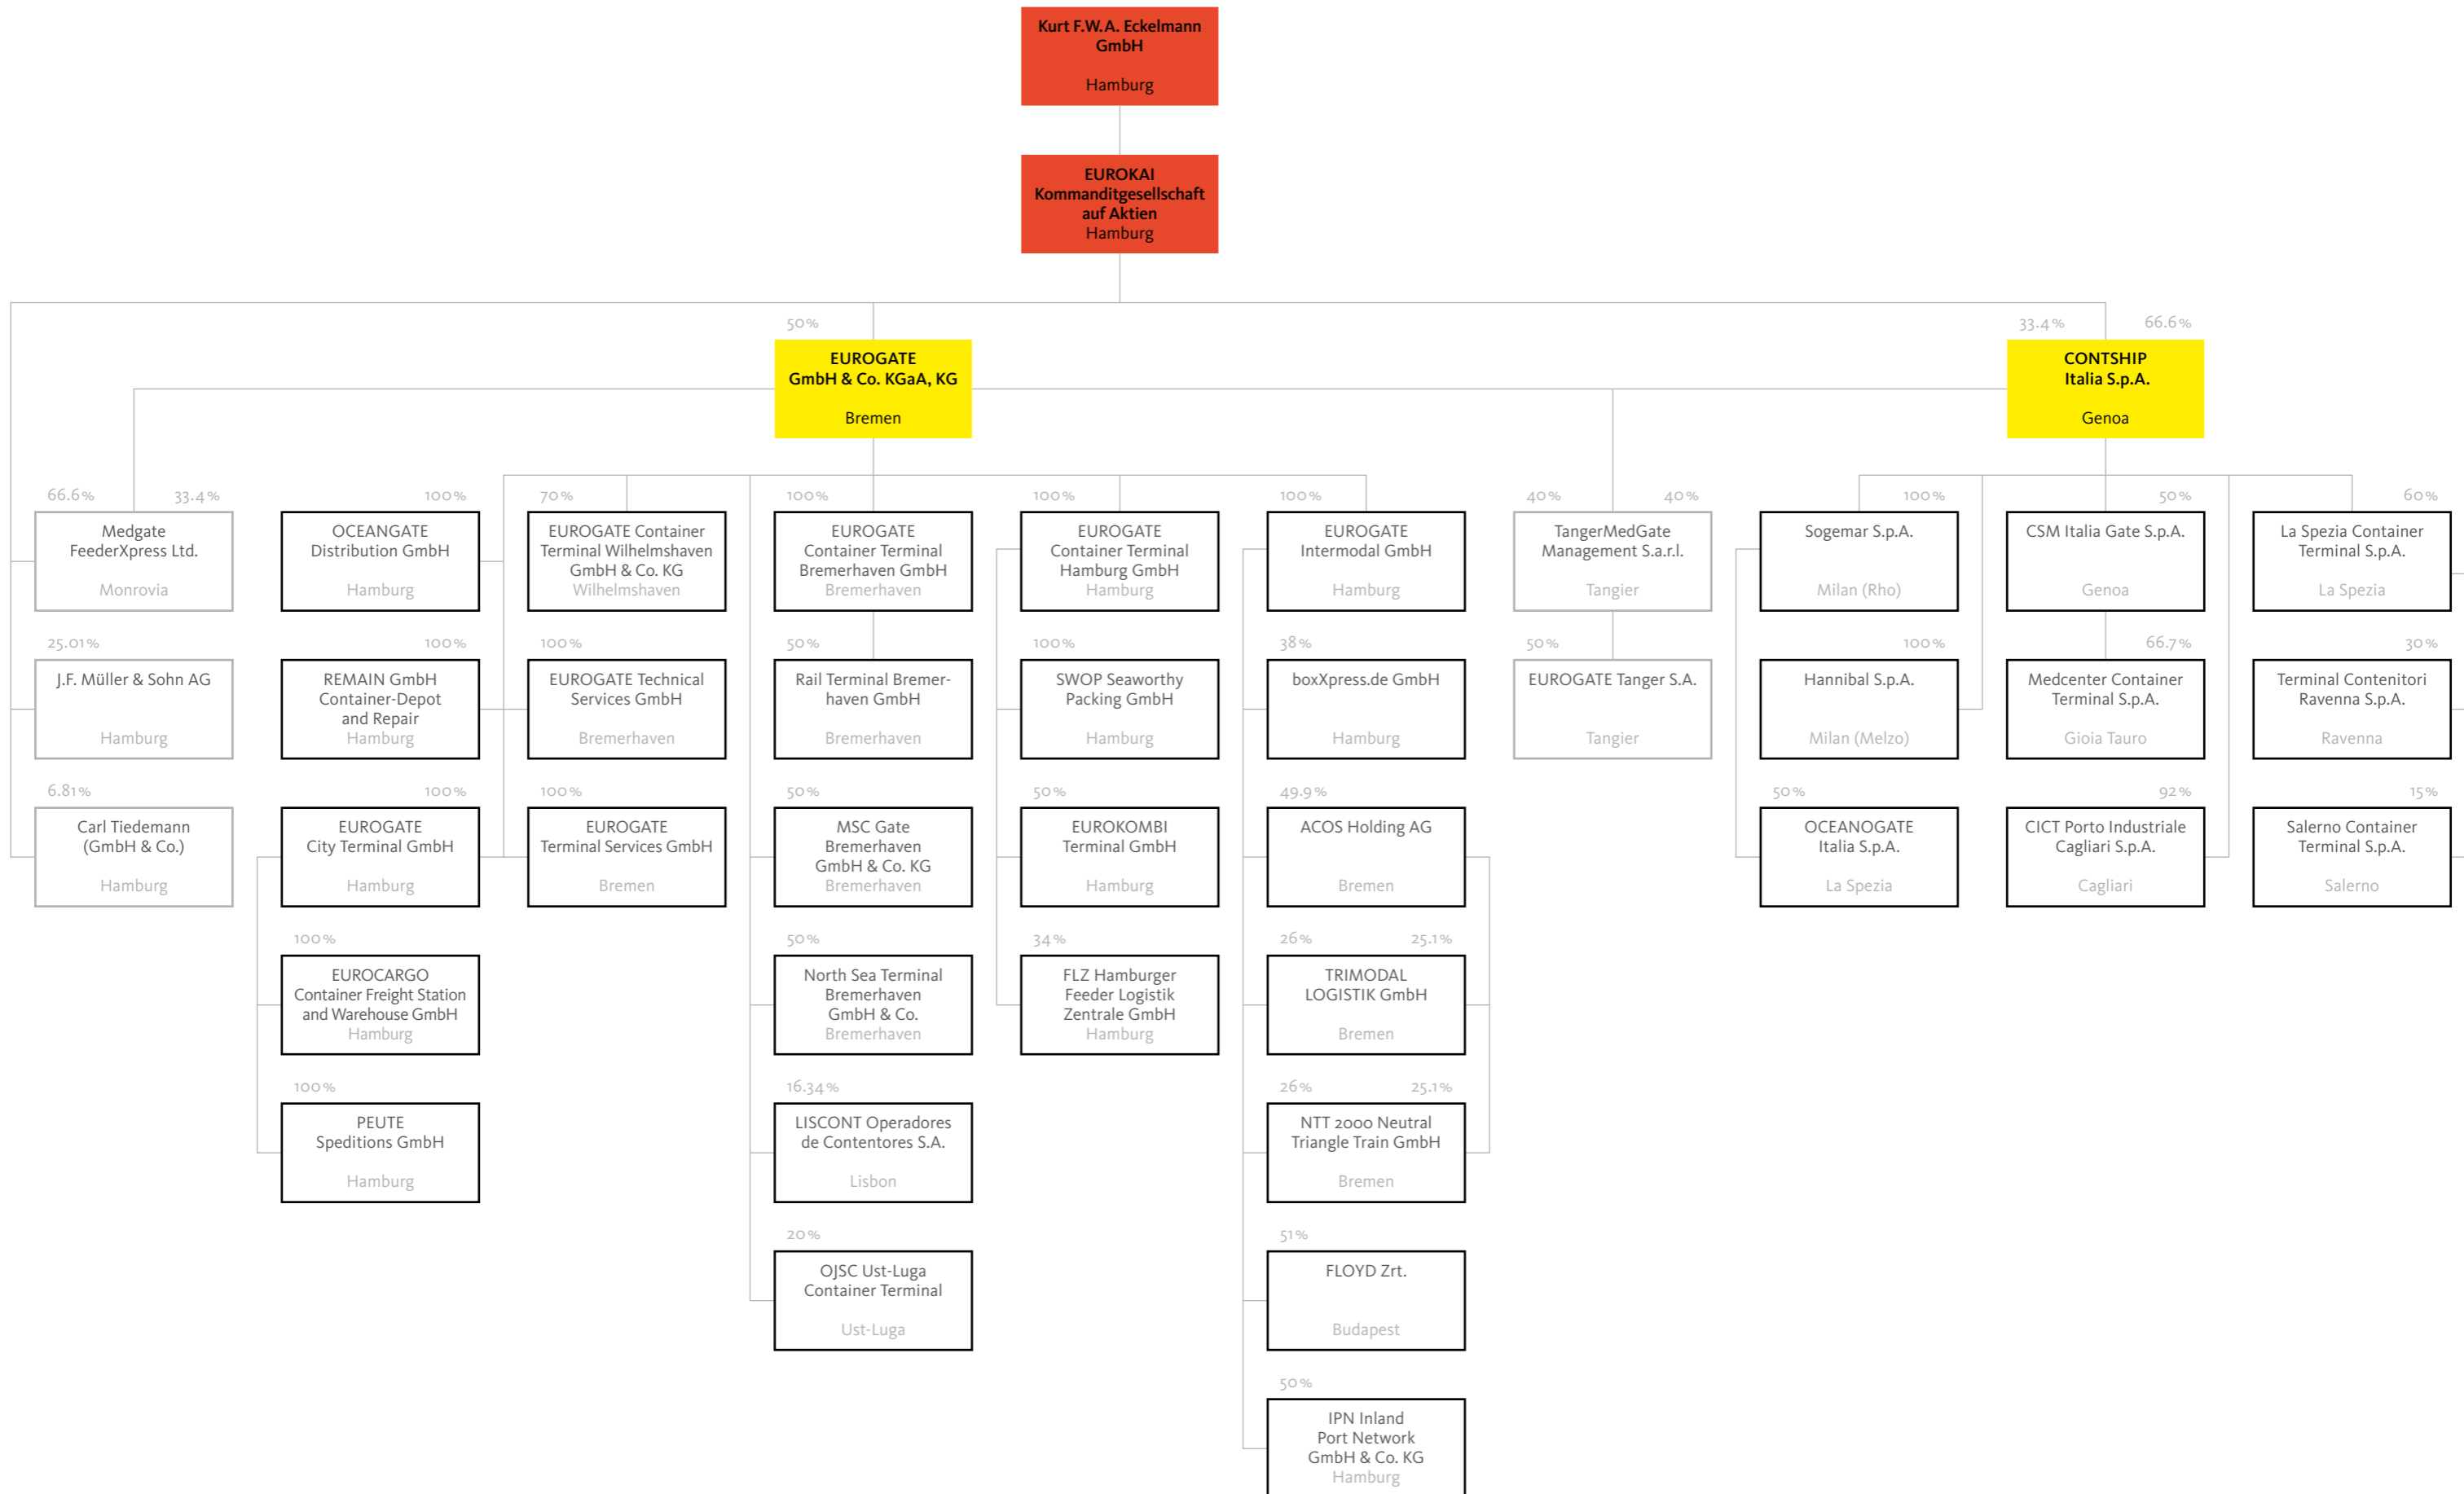 Kurt F.W.A. Eckelmann
GmbH
Hamburg
EUROKAI
Kommanditgesellschaft
auf Aktien
Hamburg
50%
EUROGATE
GmbH & Co. KGaA, KG
Bremen
33.4% 66.6%
CONTSHIP
Italia S.p.A.
Genoa
66.6% 33.4%
Medgate
FeederXpress Ltd.
Monrovia
25.01%
J.F. Müller & Sohn AG
Hamburg
6.81%
Carl Tiedemann
(GmbH & Co.)
Hamburg
100%
OCEANGATE
Distribution GmbH
Hamburg
100%
REMAIN GmbH
Container-Depot
and Repair
Hamburg
100%
EUROGATE
City Terminal GmbH
Hamburg
100%
EUROCARGO
Container Freight Station
and Warehouse GmbH
Hamburg
100%
PEUTE
Speditions GmbH
Hamburg
70%
EUROGATE Container
Terminal Wilhelmshaven
GmbH & Co. KG
Wilhelmshaven
100%
EUROGATE Technical
Services GmbH
Bremerhaven
100%
EUROGATE
Terminal Services GmbH
Bremen
100%
EUROGATE
Container Terminal
Bremerhaven GmbH
Bremerhaven
50%
Rail Terminal Bremer-
haven GmbH
Bremerhaven
50%
MSC Gate
Bremerhaven
GmbH & Co. KG
Bremerhaven
50%
North Sea Terminal
Bremerhaven
GmbH & Co.
Bremerhaven
16.34%
LISCONT Operadores
de Contentores S.A.
Lisbon
20%
OJSC Ust-Luga
Container Terminal
Ust-Luga
100%
EUROGATE
Container Terminal
Hamburg GmbH
Hamburg
100%
SWOP Seaworthy
Packing GmbH
Hamburg
50%
EUROKOMBI
Terminal GmbH
Hamburg
34%
FLZ Hamburger
Feeder Logistik
Zentrale GmbH
Hamburg
100%
EUROGATE
Intermodal GmbH
Hamburg
38%
boxXpress.de GmbH
Hamburg
49.9%
ACOS Holding AG
Bremen
26% 25.1%
TRIMODAL
LOGISTIK GmbH
Bremen
26% 25.1%
NTT 2000 Neutral
Triangle Train GmbH
Bremen
51%
FLOYD Zrt.
Budapest
50%
IPN Inland
Port Network
GmbH & Co. KG
Hamburg
40% 40%
TangerMedGate
Management S.a.r.l.
Tangier
50%
EUROGATE Tanger S.A.
Tangier
100%
Sogemar S.p.A.
Milan (Rho)
100%
Hannibal S.p.A.
Milan (Melzo)
50%
OCEANOGATE
Italia S.p.A.
La Spezia
50%
CSM Italia Gate S.p.A.
Genoa
66.7%
Medcenter Container
Terminal S.p.A.
Gioia Tauro
92%
CICT Porto Industriale
Cagliari S.p.A.
Cagliari
60%
La Spezia Container
Terminal S.p.A.
La Spezia
30%
Terminal Contenitori
Ravenna S.p.A.
Ravenna
15%
Salerno Container
Terminal S.p.A.
Salerno